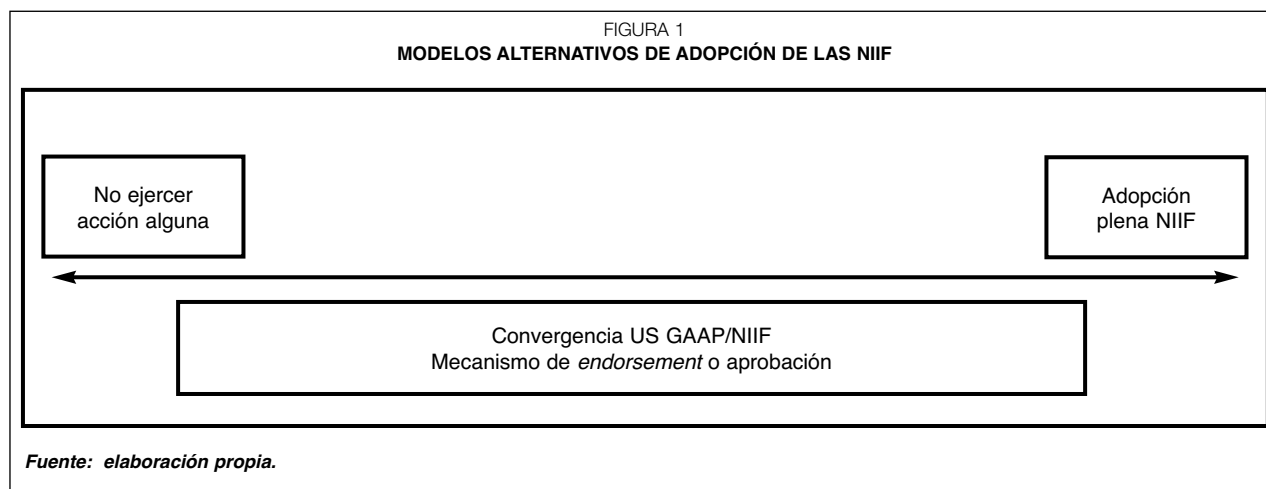 FIGURA 1
MODELOS ALTERNATIVOS DE ADOPCIÓN DE LAS NIIF
No ejercer
acción alguna
Adopción
plena NIIF
Convergencia US GAAP/NIIF
Mecanismo de endorsement o aprobación
Fuente: elaboración propia.